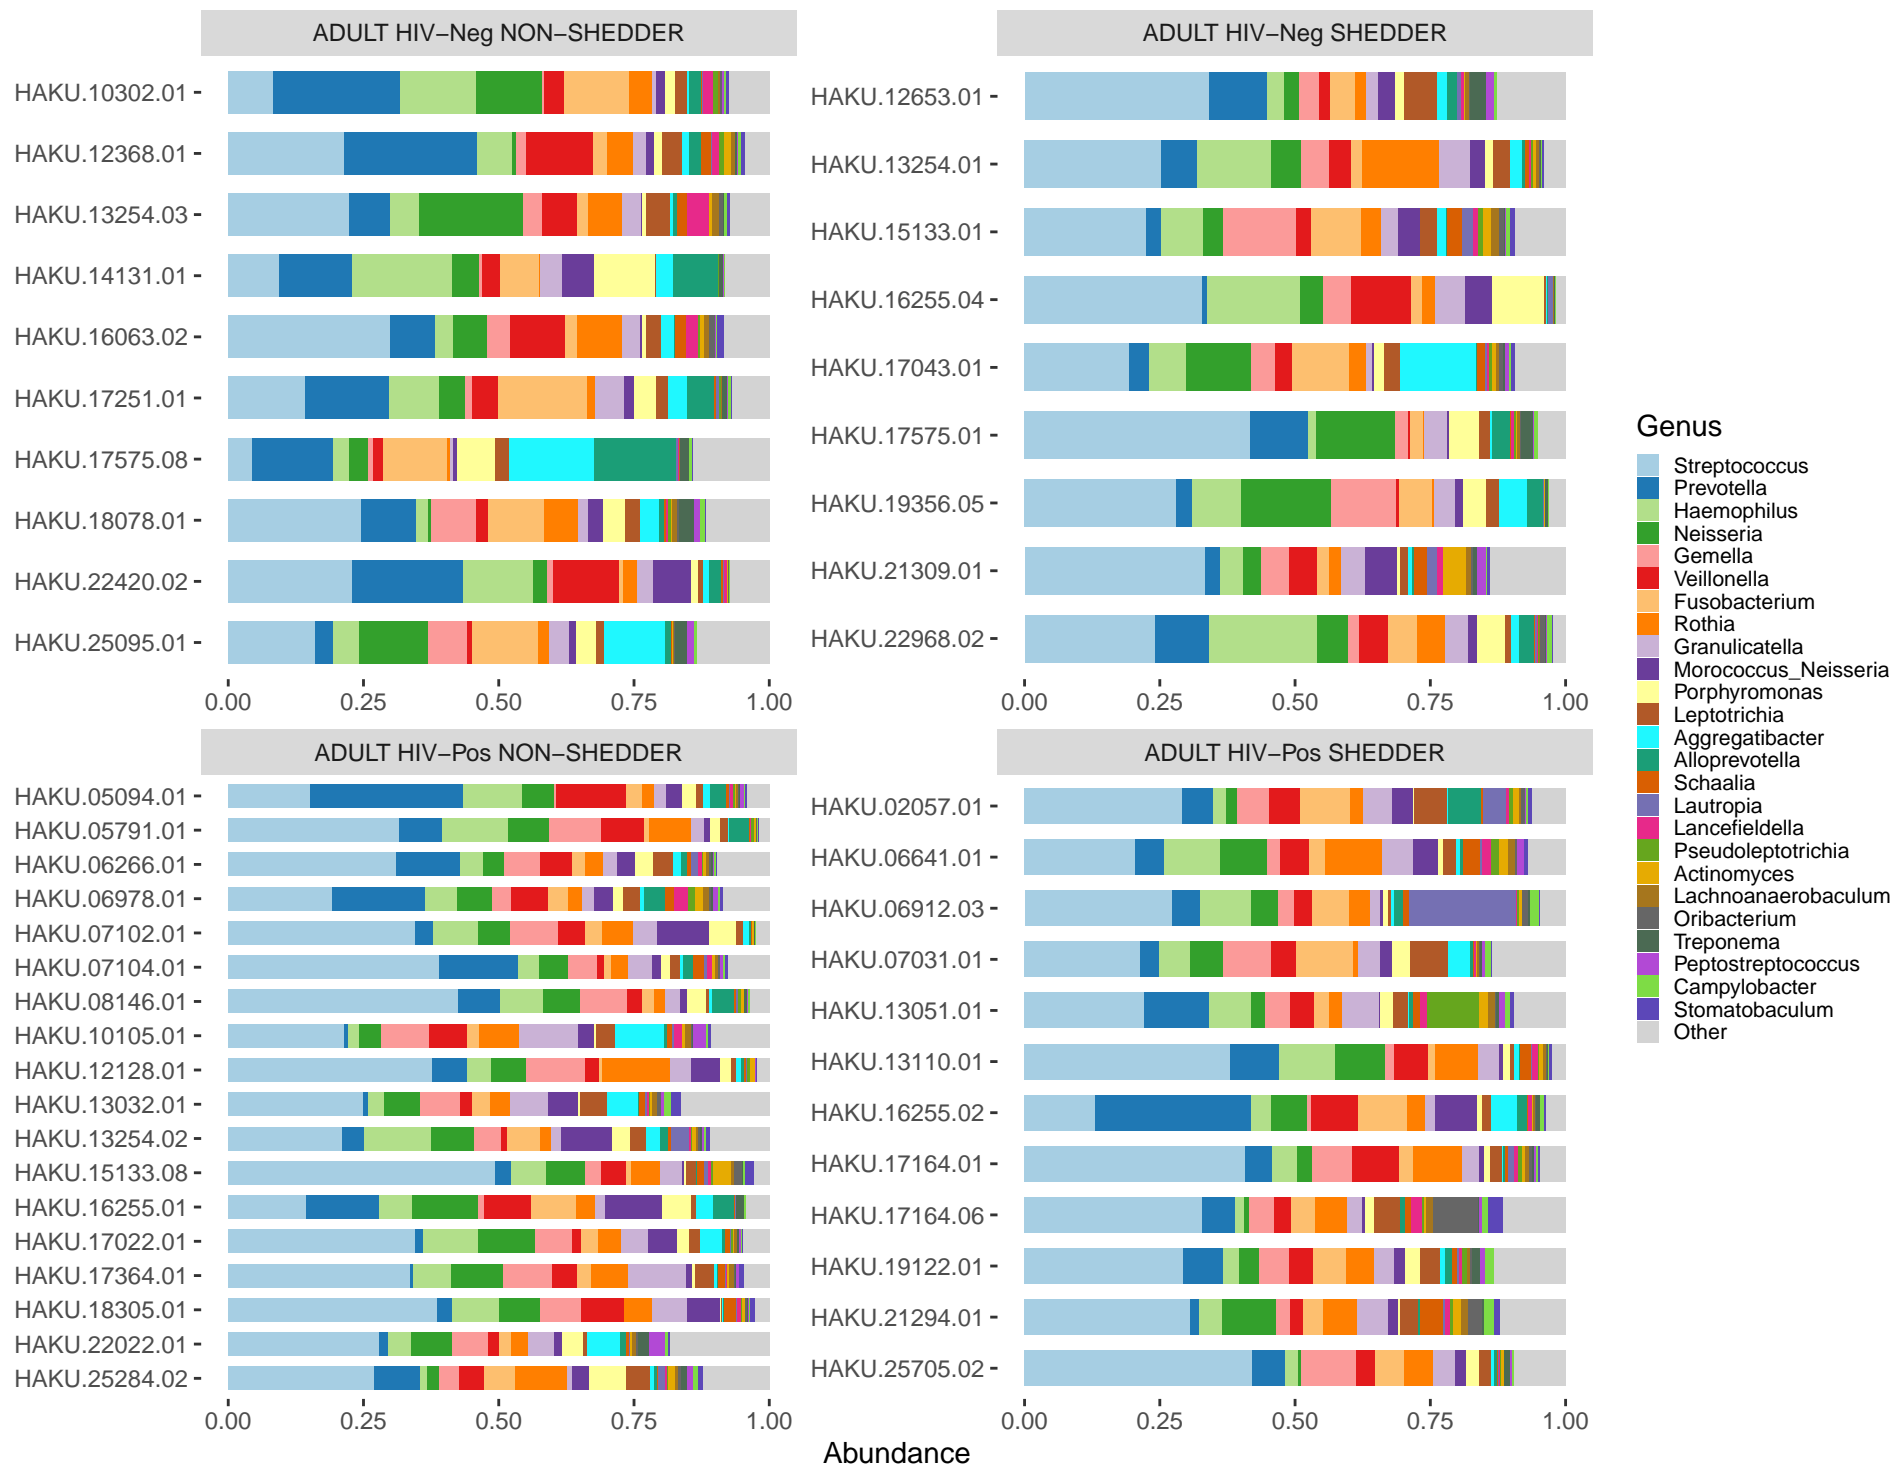 ADULT HIV−Neg NON−SHEDDER
HAKU.10302.01
HAKU.12368.01
HAKU.13254.03
HAKU.14131.01
HAKU.16063.02
HAKU.17251.01
HAKU.17575.08
HAKU.18078.01
HAKU.22420.02
HAKU.25095.01
0.00 0.25 0.50 0.75 1.00
ADULT HIV−Neg SHEDDER
HAKU.12653.01
HAKU.13254.01
HAKU.15133.01
HAKU.16255.04
HAKU.17043.01
HAKU.17575.01
HAKU.19356.05
HAKU.21309.01
HAKU.22968.02
0.00 0.25 0.50 0.75 1.00
ADULT HIV−Pos NON−SHEDDER
HAKU.05094.01
HAKU.05791.01
HAKU.06266.01
HAKU.06978.01
HAKU.07102.01
HAKU.07104.01
HAKU.08146.01
HAKU.10105.01
HAKU.12128.01
HAKU.13032.01
HAKU.13254.02
HAKU.15133.08
HAKU.16255.01
HAKU.17022.01
HAKU.17364.01
HAKU.18305.01
HAKU.22022.01
HAKU.25284.02
0.00 0.25 0.50 0.75 1.00
ADULT HIV−Pos SHEDDER
HAKU.02057.01
HAKU.06641.01
HAKU.06912.03
HAKU.07031.01
HAKU.13051.01
HAKU.13110.01
HAKU.16255.02
HAKU.17164.01
HAKU.17164.06
HAKU.19122.01
HAKU.21294.01
HAKU.25705.02
0.00 0.25 0.50 0.75 1.00
Abundance
Genus
Streptococcus
Prevotella
Haemophilus
Neisseria
Gemella
Veillonella
Fusobacterium
Rothia
Granulicatella
Morococcus_Neisseria
Porphyromonas
Leptotrichia
Aggregatibacter
Alloprevotella
Schaalia
Lautropia
Lancefieldella
Pseudoleptotrichia
Actinomyces
Lachnoanaerobaculum
Oribacterium
Treponema
Peptostreptococcus
Campylobacter
Stomatobaculum
Other